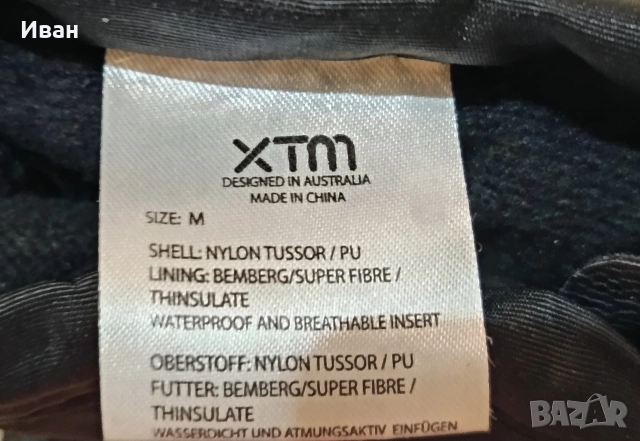 Иван
XTM
DESIGNED IN AUSTRALIA
MADE IN CHINA
SIZE: M
SHELL: NYLON TUSSOR / PU
LINING: BEMBERG/SUPER FIBRE /
THINSULATE
WATERPROOF AND BREATHABLE INSERT
OBERSTOFF: NYLON TUSSOR / PU
FUTTER: BEMBERG/SUPER FIBRE /
THINSULATE
WASSERDICHT UND ATMUNGSAKTIV EINFÜGEN
BAZAR